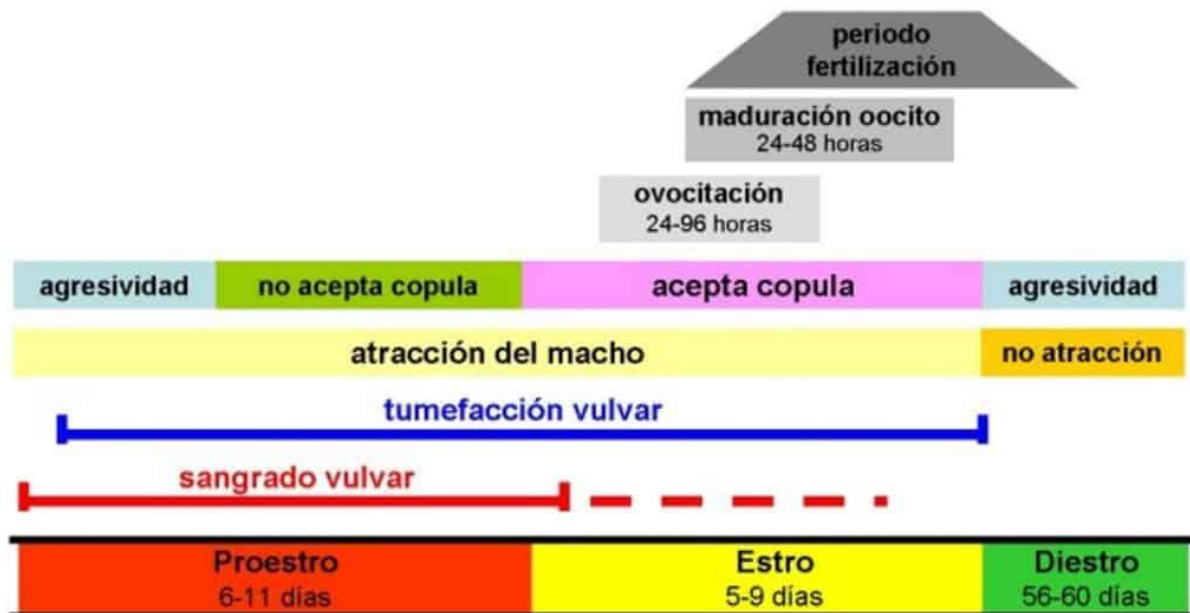 periodo
fertilización
maduración oocito
24-48 horas
ovocitación
24-96 horas
agresividad
no acepta copula
acepta copula
agresividad
atracción del macho
no atracción
tumefacción vulvar
sangrado vulvar
Proestro
6-11 días
Estro
5-9 días
Diestro
56-60 días